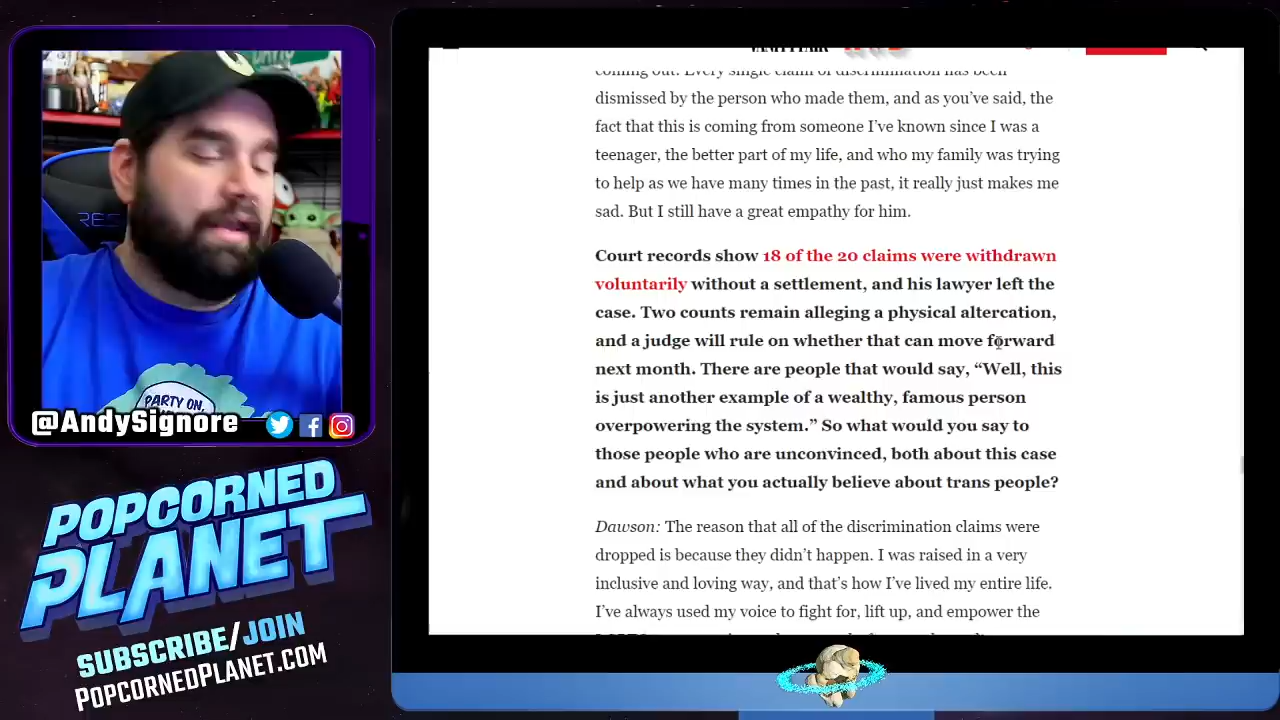 VANITY FAIR
coming out. Every single claim of discrimination has been
dismissed by the person who made them, and as you’ve said, the
fact that this is coming from someone I’ve known since I was a
teenager, the better part of my life, and who my family was trying
to help as we have many times in the past, it really just makes me
sad. But I still have a great empathy for him.
Court records show 18 of the 20 claims were withdrawn
voluntarily without a settlement, and his lawyer left the
case. Two counts remain alleging a physical altercation,
and a judge will rule on whether that can move forward
next month. There are people that would say, “Well, this
is just another example of a wealthy, famous person
overpowering the system.” So what would you say to
those people who are unconvinced, both about this case
and about what you actually believe about trans people?
Dawson: The reason that all of the discrimination claims were
dropped is because they didn’t happen. I was raised in a very
inclusive and loving way, and that’s how I’ve lived my entire life.
I’ve always used my voice to fight for, lift up, and empower the
RES
PARTY ON,
@AndySignore
POPCORNED
PLANET
SUBSCRIBE/JOIN
POPCORNEDPLANET.COM